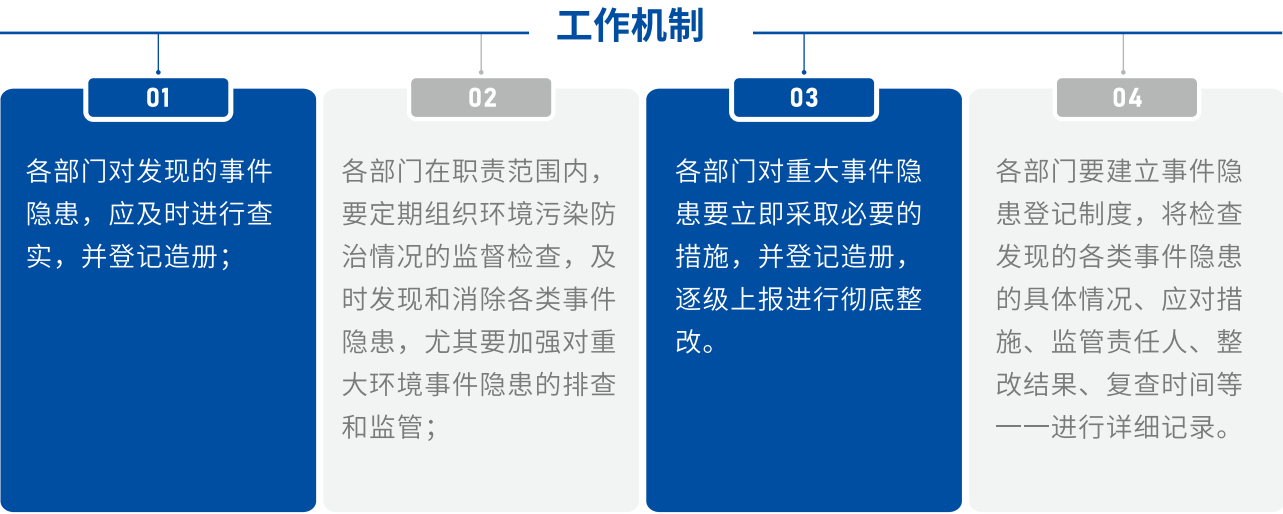 工作机制
01
各部门对发现的事件
隐患，应及时进行查
实，并登记造册；
02
各部门在职责范围内，
要定期组织环境污染防
治情况的监督检查，及
时发现和消除各类事件
隐患，尤其要加强对重
大环境事件隐患的排查
和监管；
03
各部门对重大事件隐
患要立即采取必要的
措施，并登记造册，
逐级上报进行彻底整
改。
04
各部门要建立事件隐
患登记制度，将检查
发现的各类事件隐患
的具体情况、应对措
施、监管责任人、整
改结果、复查时间等
一一进行详细记录。